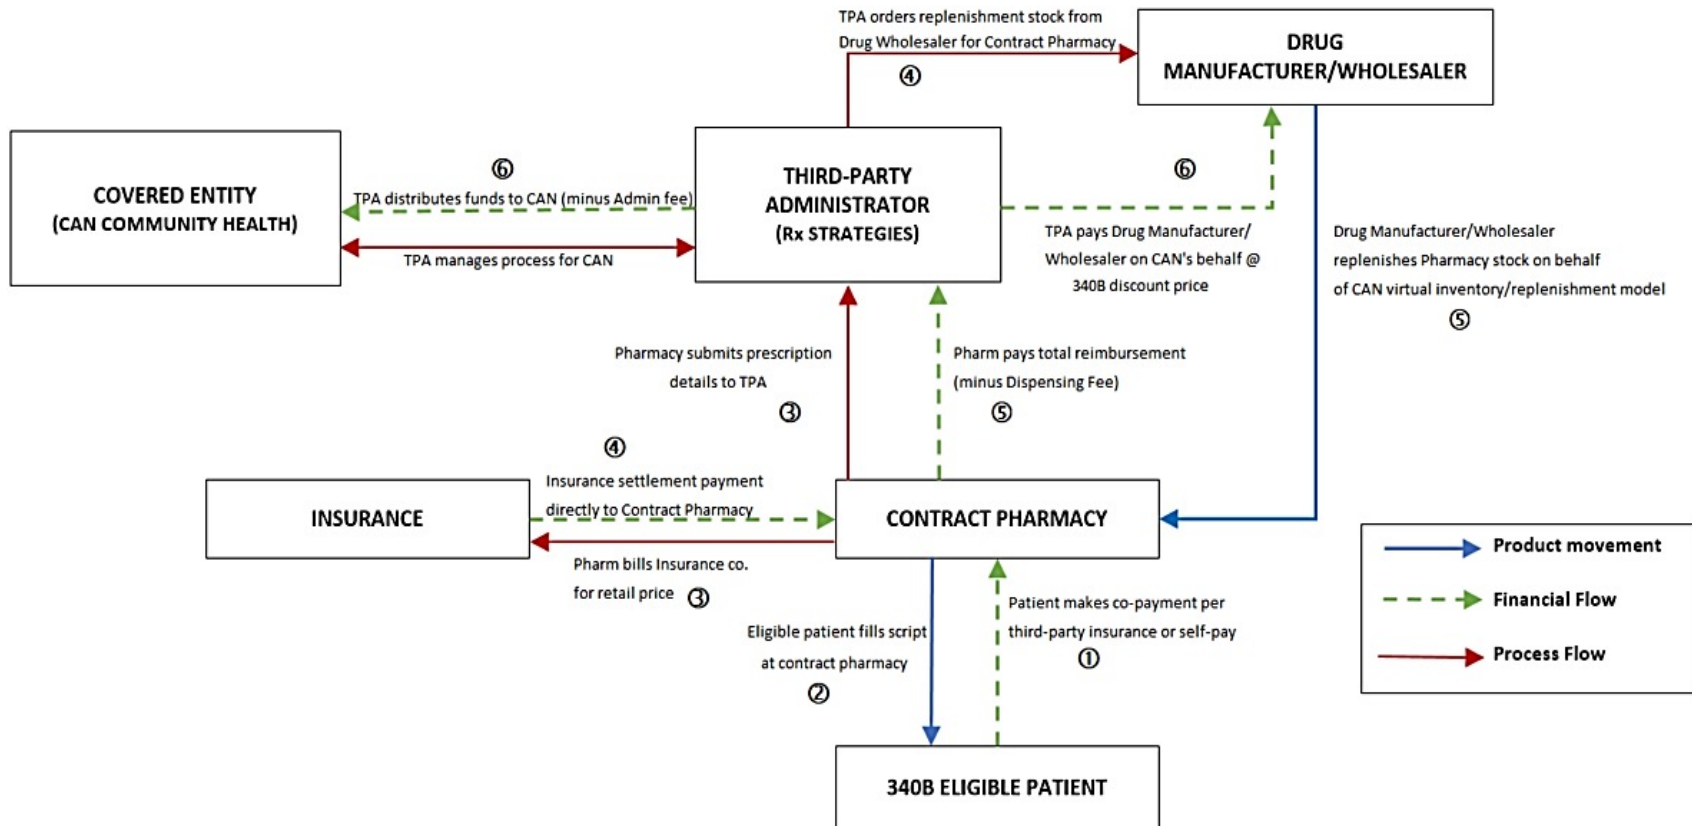 TPA orders replenishment stock from
Drug Wholesaler for Contract Pharmacy
④
DRUG
MANUFACTURER/WHOLESALER
COVERED ENTITY
(CAN COMMUNITY HEALTH)
⑥
TPA distributes funds to CAN (minus Admin fee)
TPA manages process for CAN
THIRD-PARTY
ADMINISTRATOR
(Rx STRATEGIES)
⑥
TPA pays Drug Manufacturer/
Wholesaler on CAN's behalf @
340B discount price
Drug Manufacturer/Wholesaler
replenishes Pharmacy stock on behalf
of CAN virtual inventory/replenishment model
⑤
Pharmacy submits prescription
details to TPA
③
Pharm pays total reimbursement
(minus Dispensing Fee)
⑤
④
Insurance settlement payment
directly to Contract Pharmacy
INSURANCE
CONTRACT PHARMACY
Pharm bills Insurance co.
for retail price ③
Eligible patient fills script
at contract pharmacy
②
Patient makes co-payment per
third-party insurance or self-pay
①
340B ELIGIBLE PATIENT
Product movement
Financial Flow
Process Flow